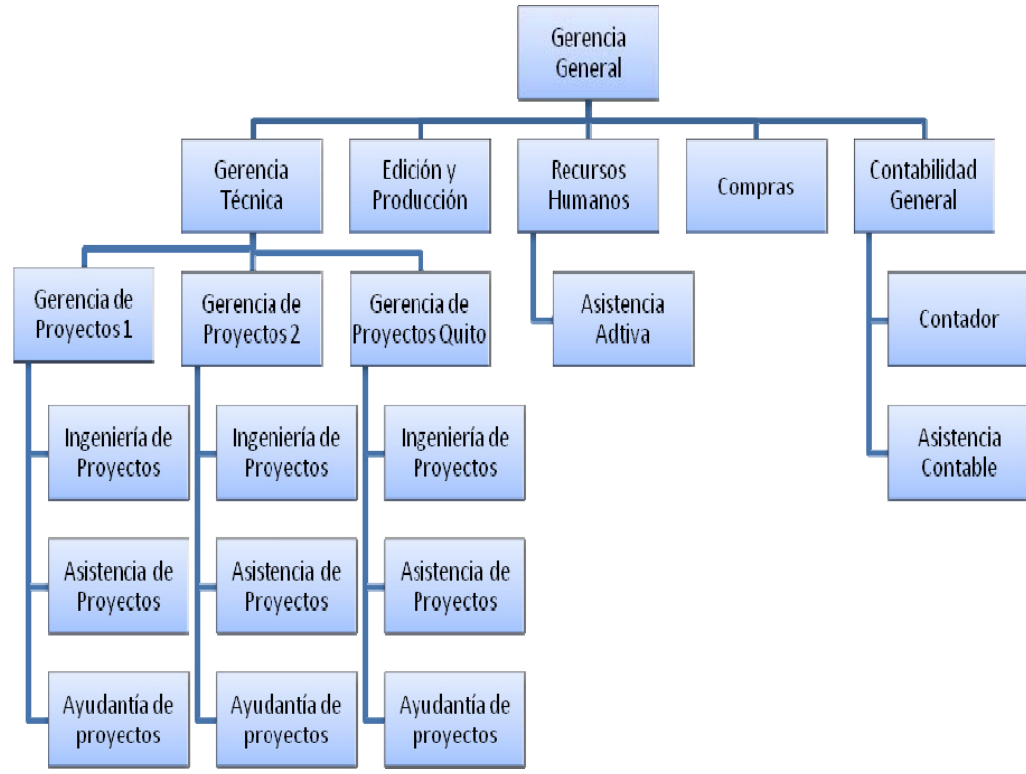 Gerencia
General
Gerencia
Técnica
Edición y
Producción
Recursos
Humanos
Compras
Contabilidad
General
Gerencia de
Proyectos 1
Gerencia de
Proyectos 2
Gerencia de
Proyectos Quito
Asistencia
Adtiva
Contador
Ingeniería de
Proyectos
Ingeniería de
Proyectos
Ingeniería de
Proyectos
Asistencia
Contable
Asistencia de
Proyectos
Asistencia de
Proyectos
Asistencia de
Proyectos
Ayudantía de
proyectos
Ayudantía de
proyectos
Ayudantía de
proyectos